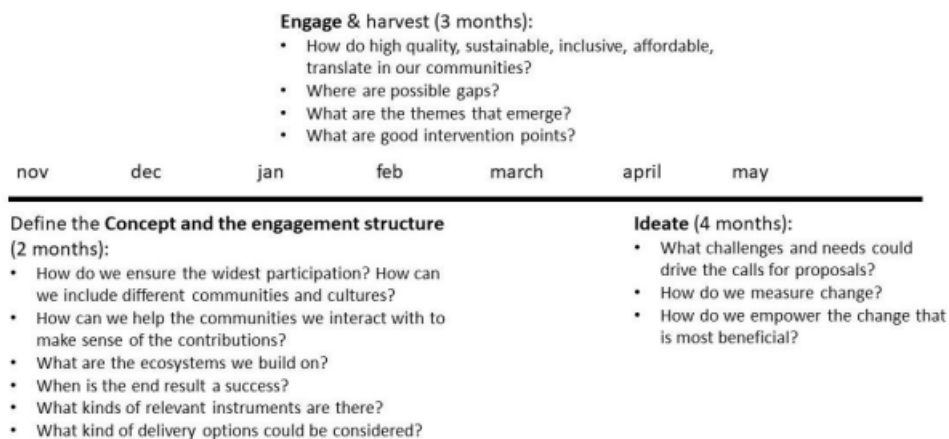 Engage & harvest (3 months):
• How do high quality, sustainable, inclusive, affordable,
translate in our communities?
• Where are possible gaps?
• What are the themes that emerge?
• What are good intervention points?
nov dec jan feb march april may
Define the Concept and the engagement structure
(2 months):
• How do we ensure the widest participation? How can
we include different communities and cultures?
• How can we help the communities we interact with to
make sense of the contributions?
• What are the ecosystems we build on?
• When is the end result a success?
• What kinds of relevant instruments are there?
• What kind of delivery options could be considered?
Ideate (4 months):
• What challenges and needs could
drive the calls for proposals?
• How do we measure change?
• How do we empower the change that
is most beneficial?